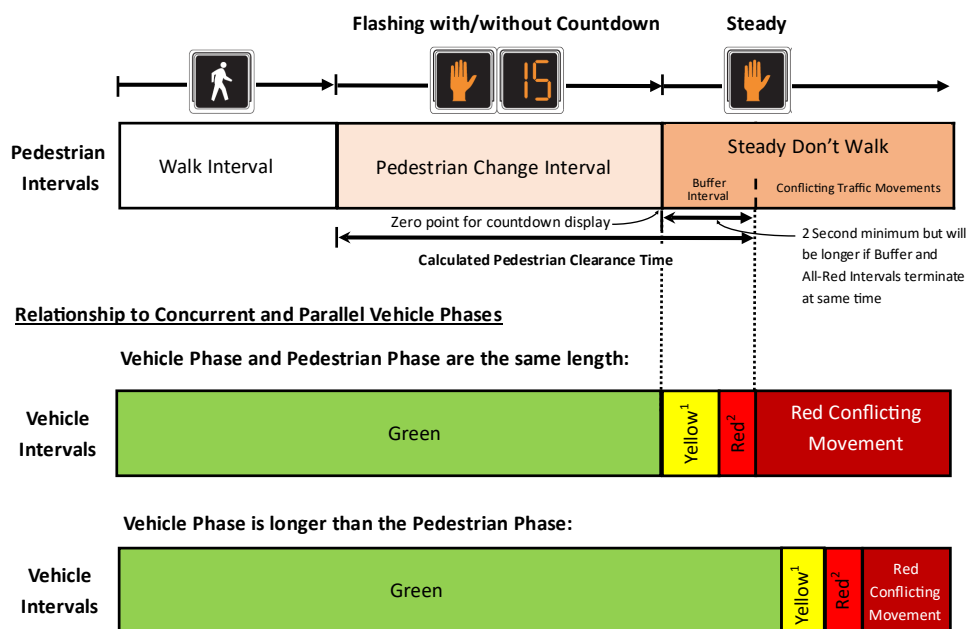 Flashing with/without Countdown
Steady
15
Pedestrian
Intervals
Walk Interval
Pedestrian Change Interval
Steady Don’t Walk
Buffer
Interval
Conflicting Traffic Movements
Zero point for countdown display
2 Second minimum but will
be longer if Buffer and
All-Red Intervals terminate
at same time
Calculated Pedestrian Clearance Time
Relationship to Concurrent and Parallel Vehicle Phases
Vehicle Phase and Pedestrian Phase are the same length:
Vehicle
Intervals
Green
Yellow¹
Red²
Red Conflicting
Movement
Vehicle Phase is longer than the Pedestrian Phase:
Vehicle
Intervals
Green
Yellow¹
Red²
Red
Conflicting
Movement